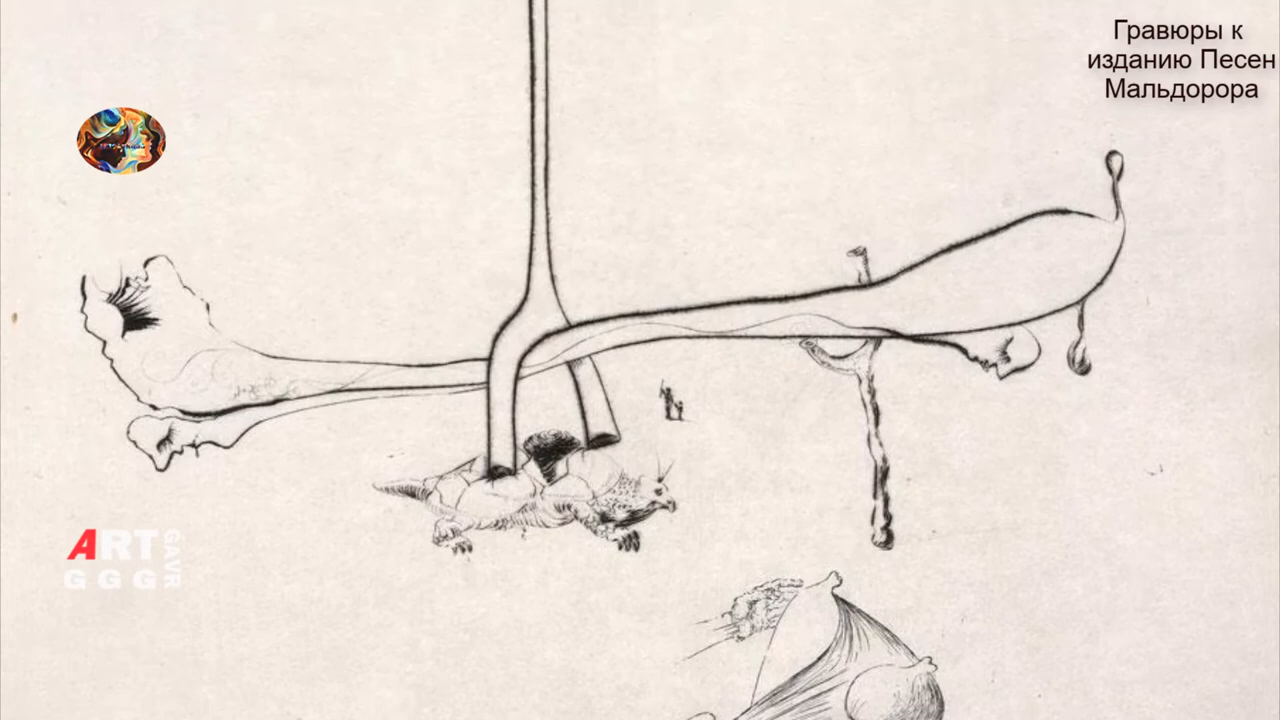 Гравюры к
изданию Песен
Мальдорора
ART
GAVR
GGG